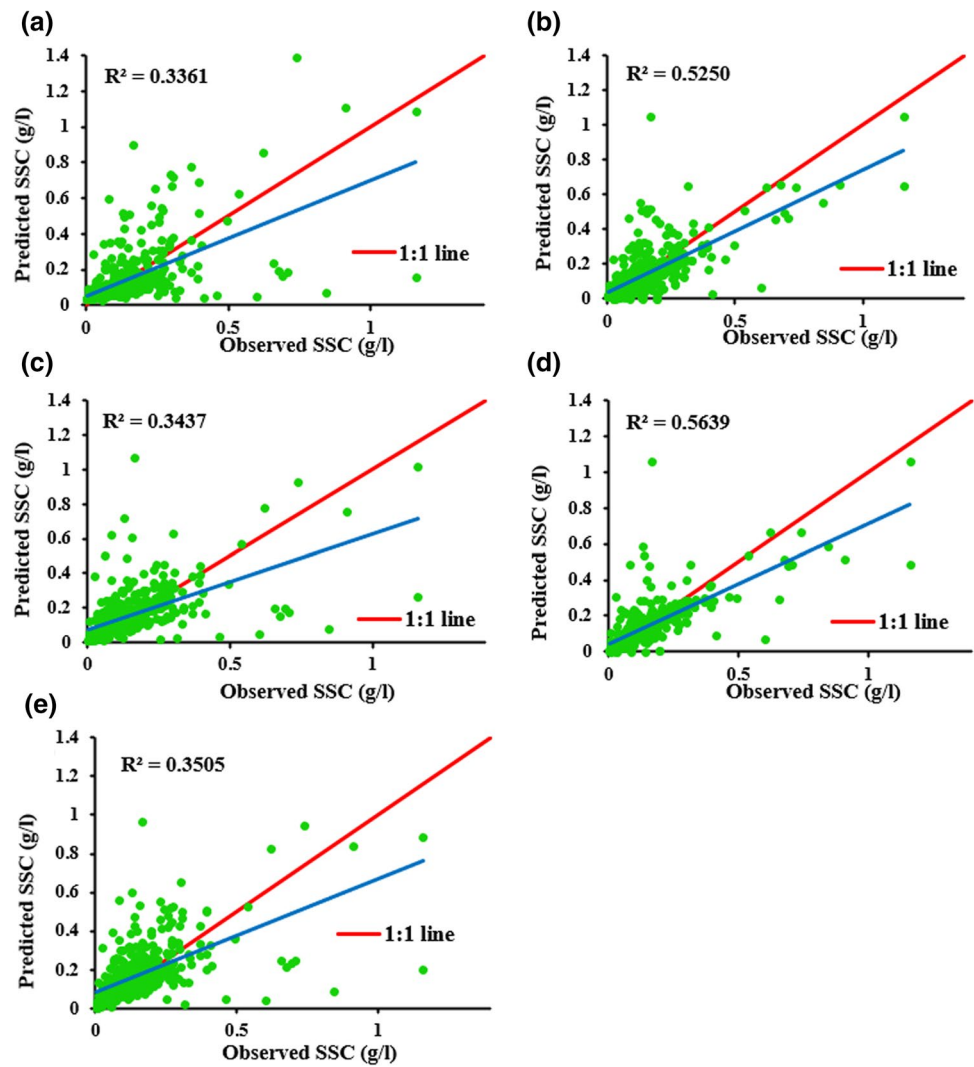 (a)
R² = 0.3361
Predicted SSC (g/l)
1.4
1.2
1
0.8
0.6
0.4
0.2
0
0 0.5 1
Observed SSC (g/l)
1:1 line
(b)
R² = 0.5250
Predicted SSC (g/l)
1.4
1.2
1
0.8
0.6
0.4
0.2
0
0 0.5 1
Observed SSC (g/l)
1:1 line
(c)
R² = 0.3437
Predicted SSC (g/l)
1.4
1.2
1
0.8
0.6
0.4
0.2
0
0 0.5 1
Observed SSC (g/l)
1:1 line
(d)
R² = 0.5639
Predicted SSC (g/l)
1.4
1.2
1
0.8
0.6
0.4
0.2
0
0 0.5 1
Observed SSC (g/l)
1:1 line
(e)
R² = 0.3505
Predicted SSC (g/l)
1.4
1.2
1
0.8
0.6
0.4
0.2
0
0 0.5 1
Observed SSC (g/l)
1:1 line